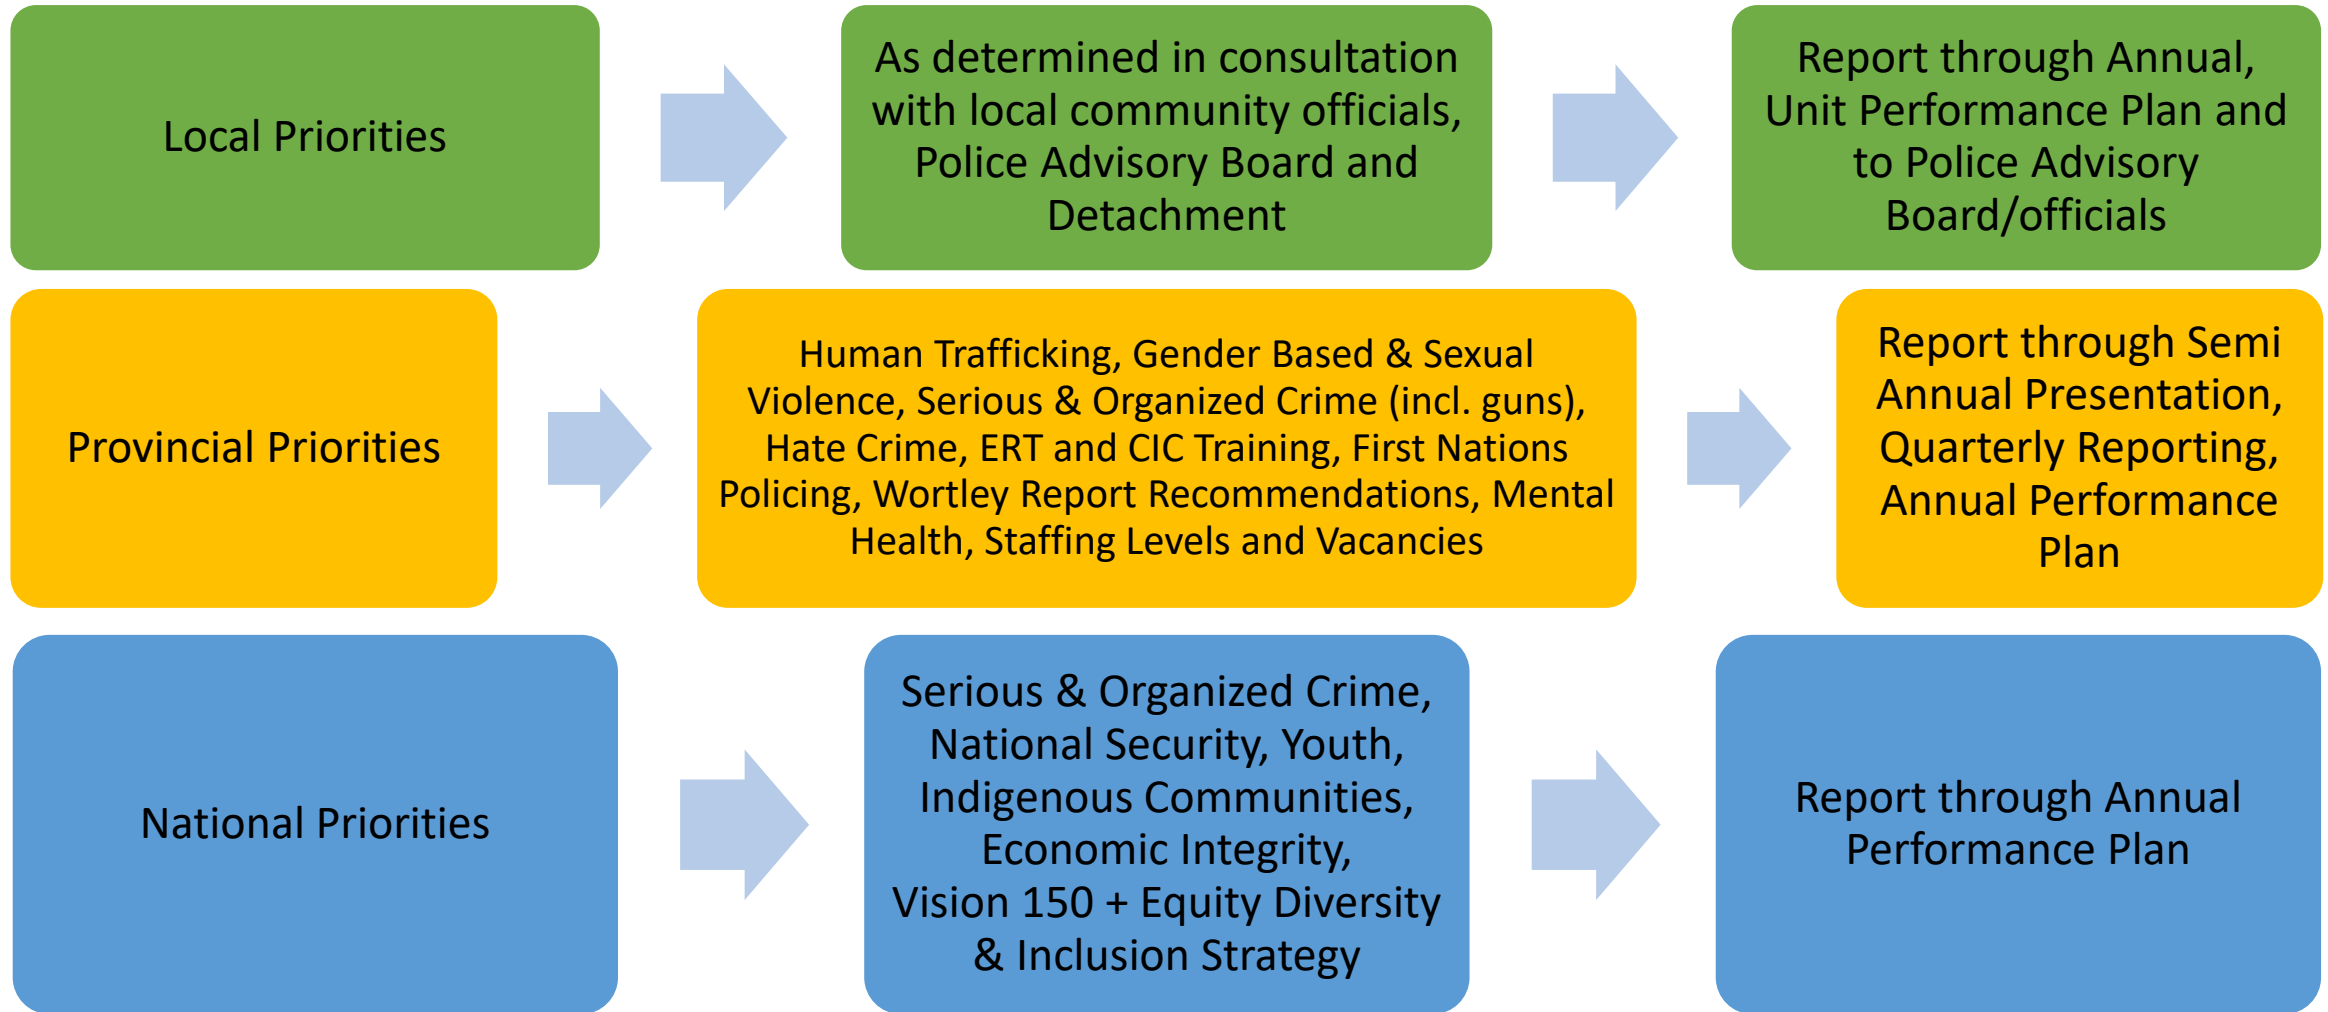 Local Priorities
As determined in consultation
with local community officials,
Police Advisory Board and
Detachment
Report through Annual,
Unit Performance Plan and
to Police Advisory
Board/officials
Provincial Priorities
Human Trafficking, Gender Based & Sexual
Violence, Serious & Organized Crime (incl. guns),
Hate Crime, ERT and CIC Training, First Nations
Policing, Wortley Report Recommendations, Mental
Health, Staffing Levels and Vacancies
Report through Semi
Annual Presentation,
Quarterly Reporting,
Annual Performance
Plan
National Priorities
Serious & Organized Crime,
National Security, Youth,
Indigenous Communities,
Economic Integrity,
Vision 150 + Equity Diversity
& Inclusion Strategy
Report through Annual
Performance Plan